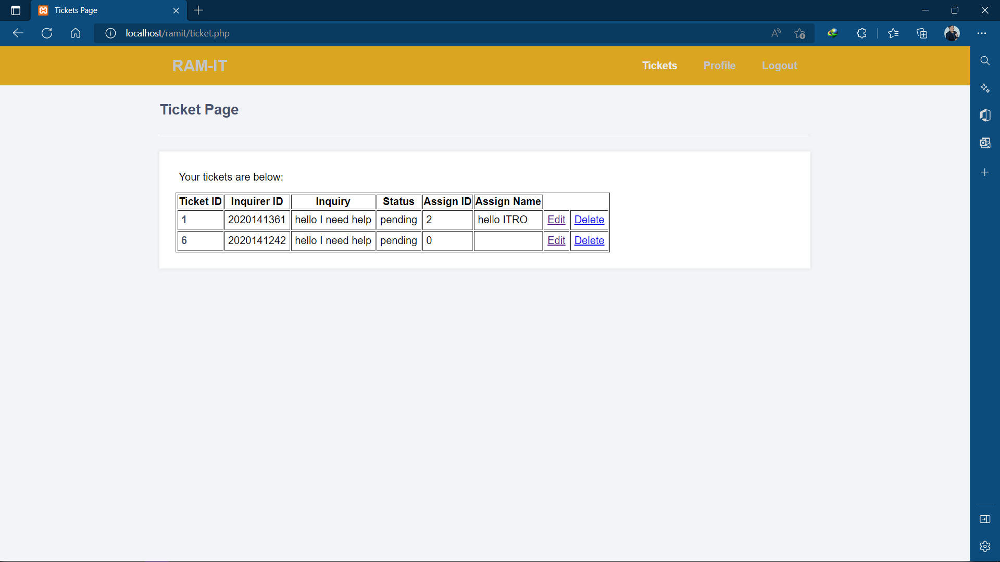 Tickets Page
localhost/ramit/ticket.php
RAM-IT
Tickets Profile Logout
Ticket Page
Your tickets are below:
Ticket ID Inquirer ID Inquiry Status Assign ID Assign Name
1 2020141361 hello I need help pending 2 hello ITRO Edit Delete
6 2020141242 hello I need help pending 0 Edit Delete